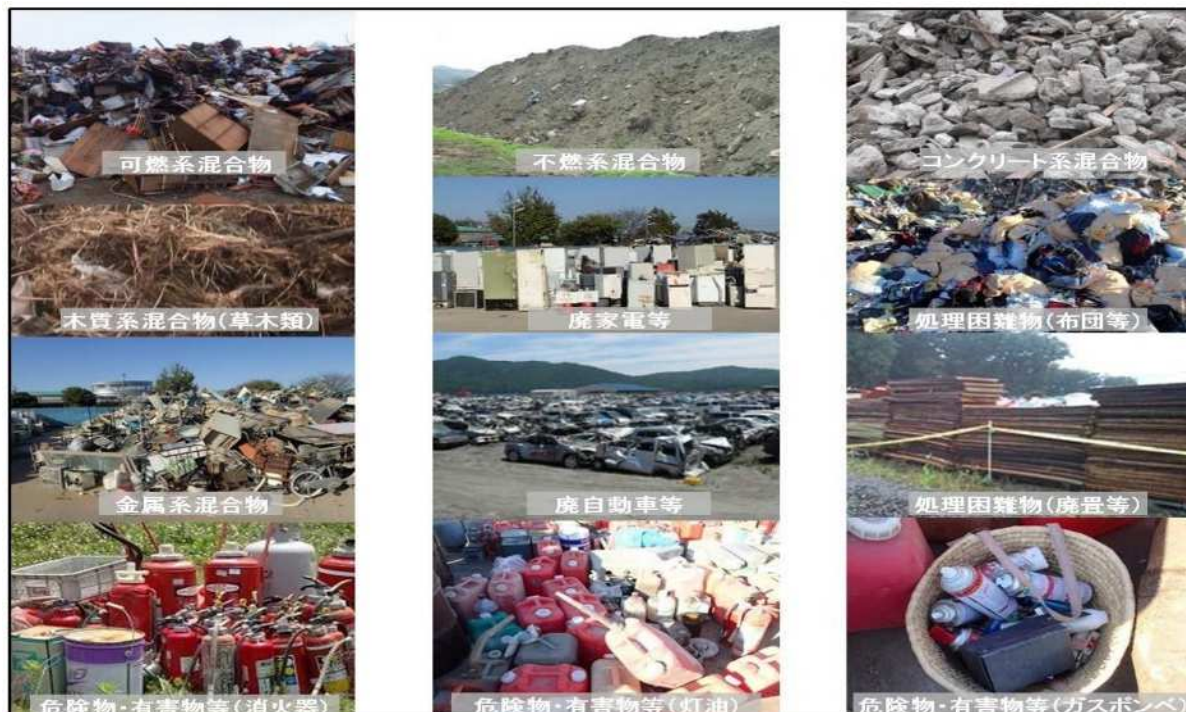 可燃系混合物
不燃系混合物
コンクリート系混合物
木質系混合物(草木類)
廃家電等
処理困難物(布団等)
金属系混合物
廃自動車等
処理困難物(廃畳等)
危険物・有害物等(消火器)
危険物・有害物等(灯油)
危険物・有害物等(ガスボンベ)